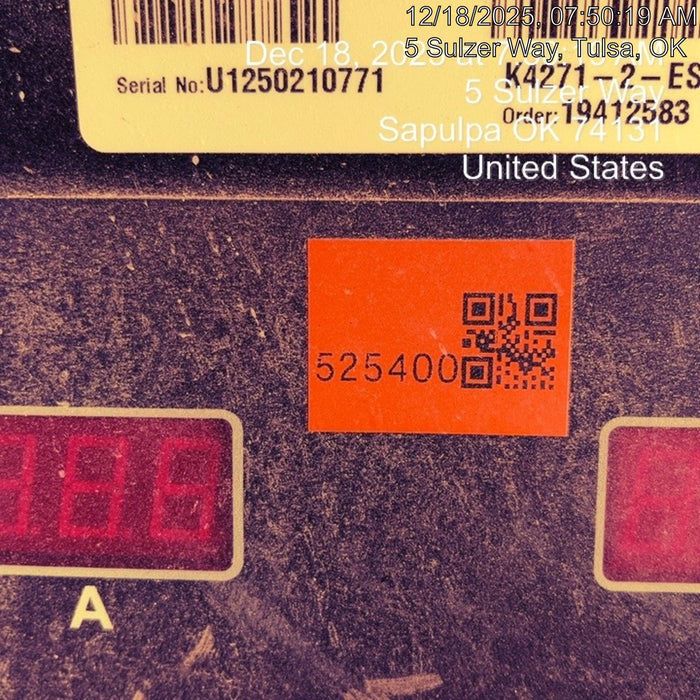 12/18/2025, 07:50:19 AM
5 Sulzer Way, Tulsa, OK
5 Sulzer Way
Sapulpa OK 74131
United States
Serial No:U1250210771
K4271-2-ES
Order:19412583
525400
A